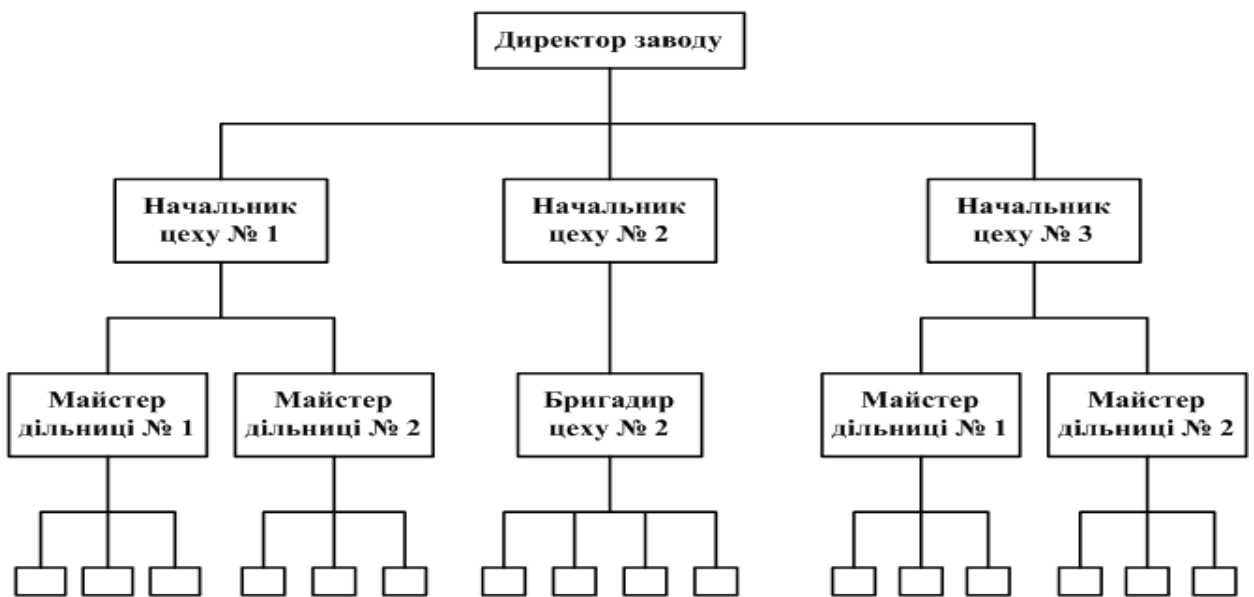 Директор заводу
Начальник
цеху № 1
Начальник
цеху № 2
Начальник
цеху № 3
Майстер
дільниці № 1
Майстер
дільниці № 2
Бригадир
цеху № 2
Майстер
дільниці № 1
Майстер
дільниці № 2